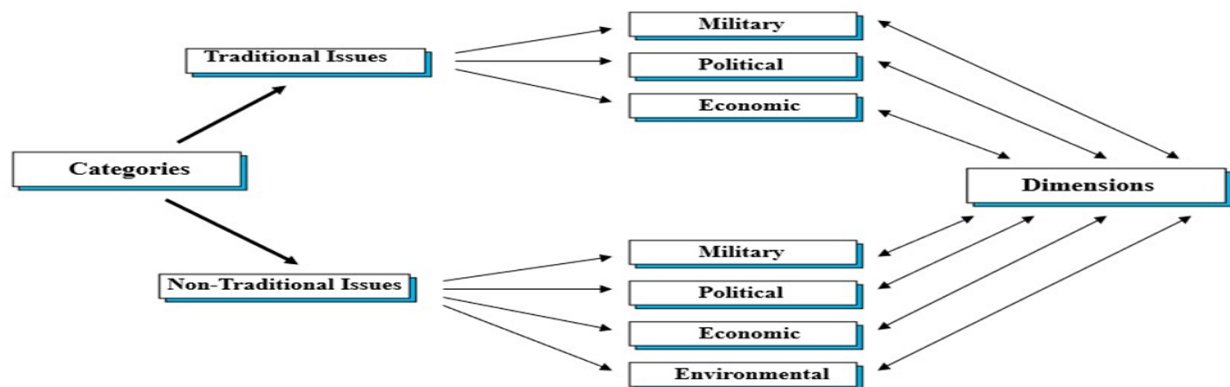 Military
Traditional Issues
Political
Economic
Categories
Dimensions
Military
Non-Traditional Issues
Political
Economic
Environmental